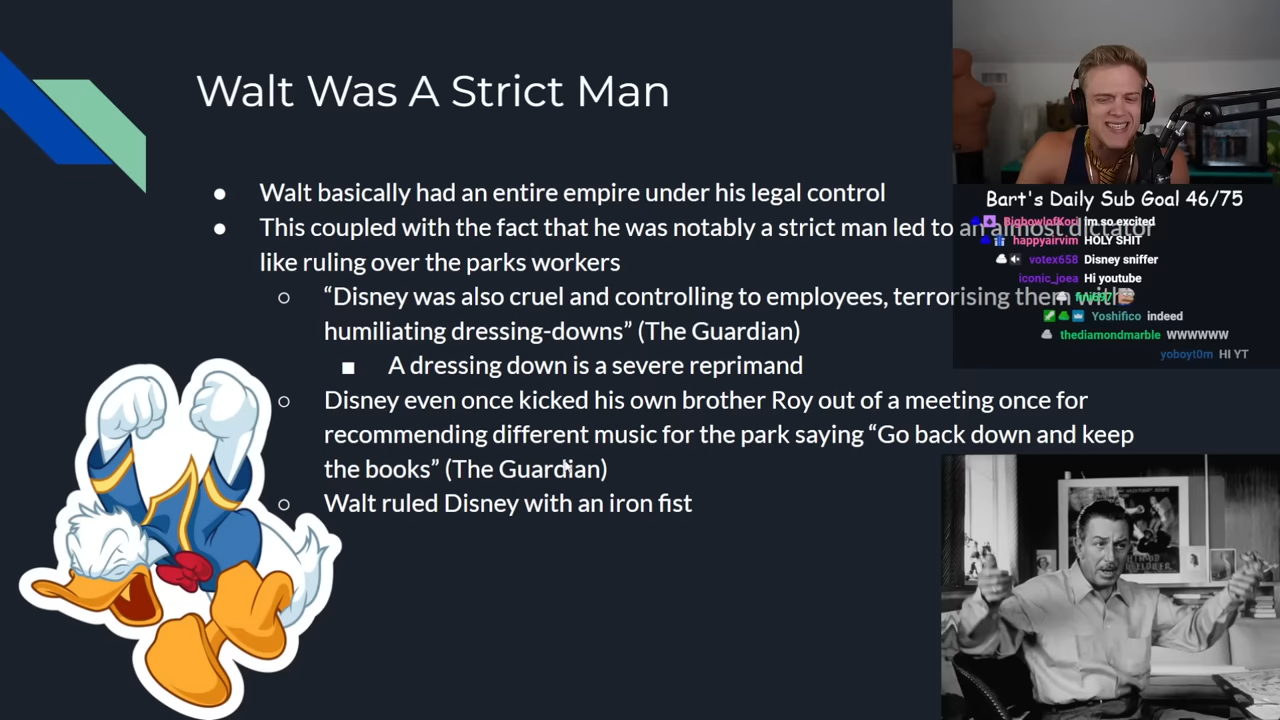 Walt Was A Strict Man
Walt basically had an entire empire under his legal control
This coupled with the fact that he was notably a strict man led to an almost dictator
like ruling over the parks workers
“Disney was also cruel and controlling to employees, terrorising them with
humiliating dressing-downs” (The Guardian)
A dressing down is a severe reprimand
Disney even once kicked his own brother Roy out of a meeting once for
recommending different music for the park saying “Go back down and keep
the books” (The Guardian)
Walt ruled Disney with an iron fist
Bart's Daily Sub Goal 46/75
BigbowlofKori im so excited
happyairvim HOLY SHIT
votex658 Disney sniffer
iconic_joea Hi youtube
Yoshifico indeed
thediamondmarble WWWWWW
yoboyt0m HI YT